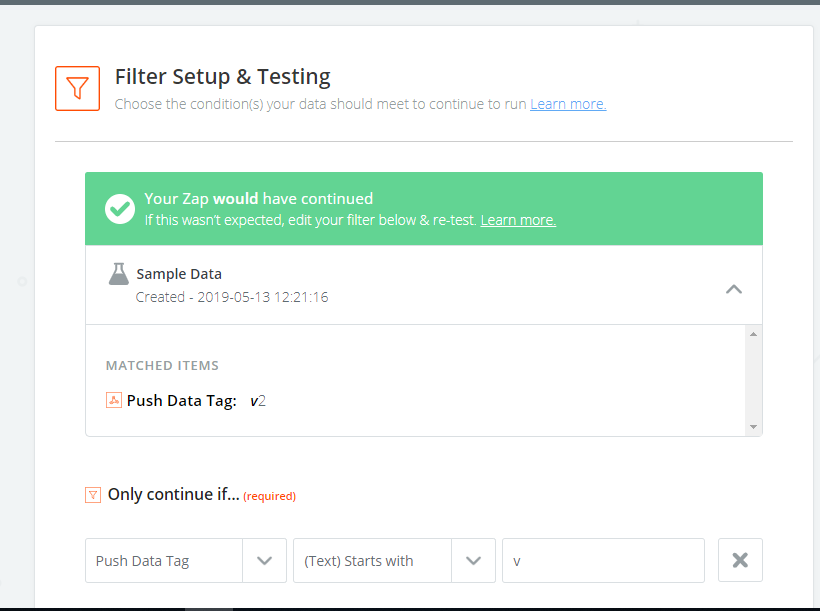 Filter Setup & Testing
Choose the condition(s) your data should meet to continue to run Learn more.
Your Zap would have continued
If this wasn't expected, edit your filter below & re-test. Learn more.
Sample Data
Created - 2019-05-13 12:21:16
MATCHED ITEMS
Push Data Tag: v2
Only continue if... (required)
Push Data Tag (Text) Starts with v